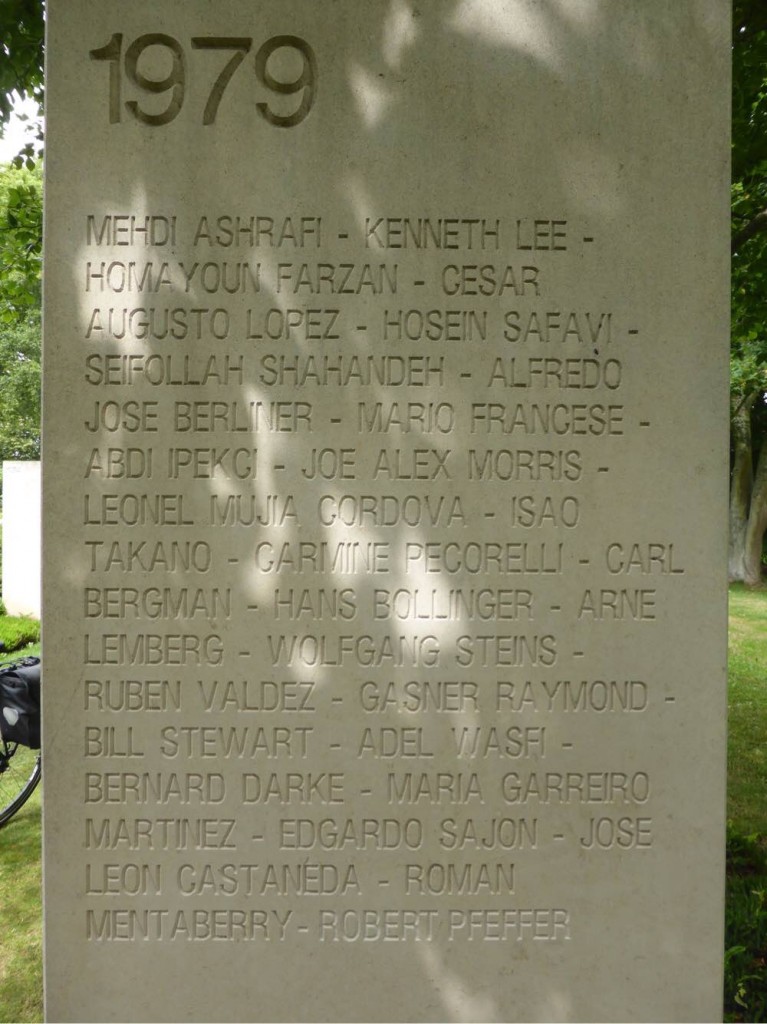 1979
MEHDI ASHRAFI - KENNETH LEE -
HOMAYOUN FARZAN - CESAR
AUGUSTO LOPEZ - HOSEIN SAFAVI -
SEIFOLLAH SHAHANDEH - ALFREDO
JOSE BERLINER - MARIO FRANCESE -
ABDI IPEKCI - JOE ALEX MORRIS -
LEONEL MUJIA CORDOVA - ISAO
TAKANO - CARMINE PECORELLI - CARL
BERGMAN - HANS BOLLINGER - ARNE
LEMBERG - WOLFGANG STEINS -
RUBEN VALDEZ - GASNER RAYMOND -
BILL STEWART - ADEL WASFI -
BERNARD DARKE - MARIA GARREIRO
MARTINEZ - EDGARDO SAJON - JOSE
LEON CASTANEDA - ROMAN
MENTABERRY - ROBERT PFEFFER